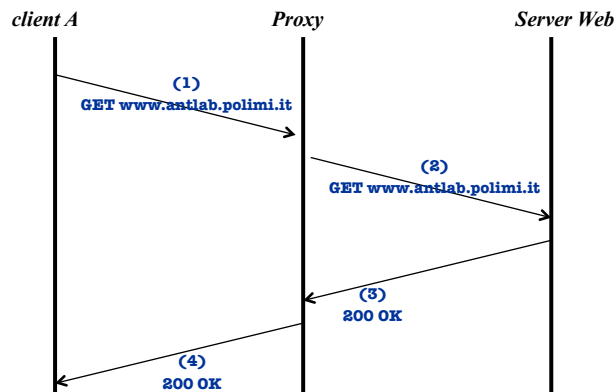 client A
Proxy
Server Web
(1)
GET www.antlab.polimi.it
(2)
GET www.antlab.polimi.it
(3)
200 OK
(4)
200 OK